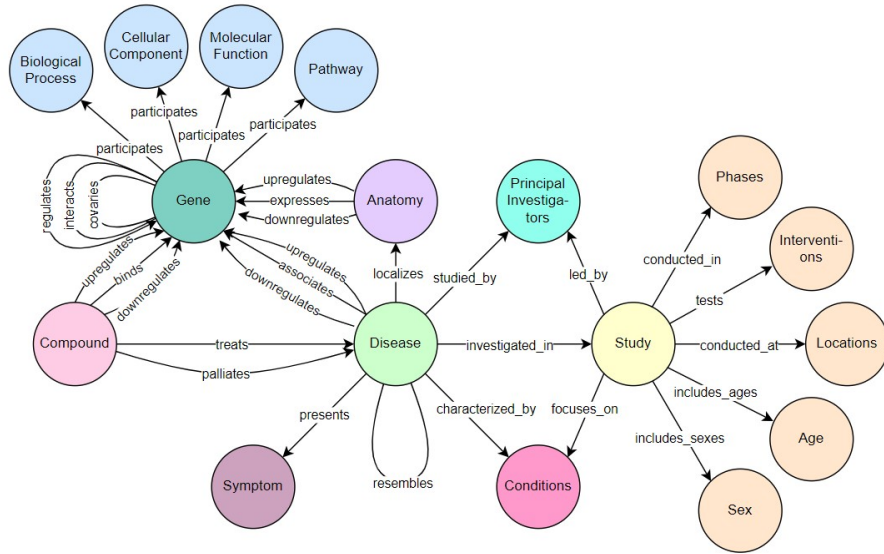 Cellular
Component
Molecular
Function
Biological
Process
Pathway
participates
participates
participates
participates
regulates
interacts
covaries
Gene
upregulates
expresses
downregulates
Anatomy
Principal
Investiga-
tors
Phases
upregulates
binds
downregulates
upregulates
associates
downregulates
localizes
studied_by
led_by
conducted_in
Interventi-
ons
tests
Compound
treats
palliates
Disease
investigated_in
Study
conducted_at
Locations
presents
characterized_by
focuses_on
includes_ages
includes_sexes
Age
resembles
Symptom
Conditions
Sex